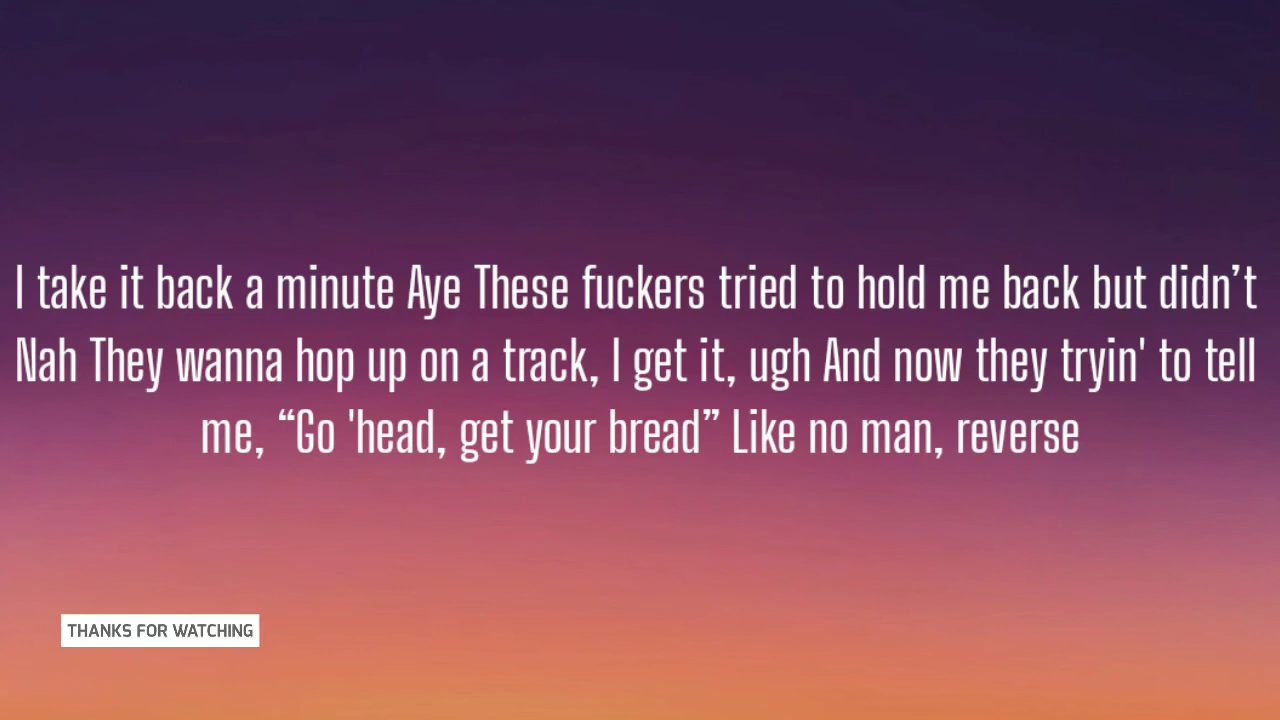 I take it back a minute Aye These fuckers tried to hold me back but didn’t
Nah They wanna hop up on a track, I get it, ugh And now they tryin' to tell
me, “Go 'head, get your bread” Like no man, reverse
THANKS FOR WATCHING